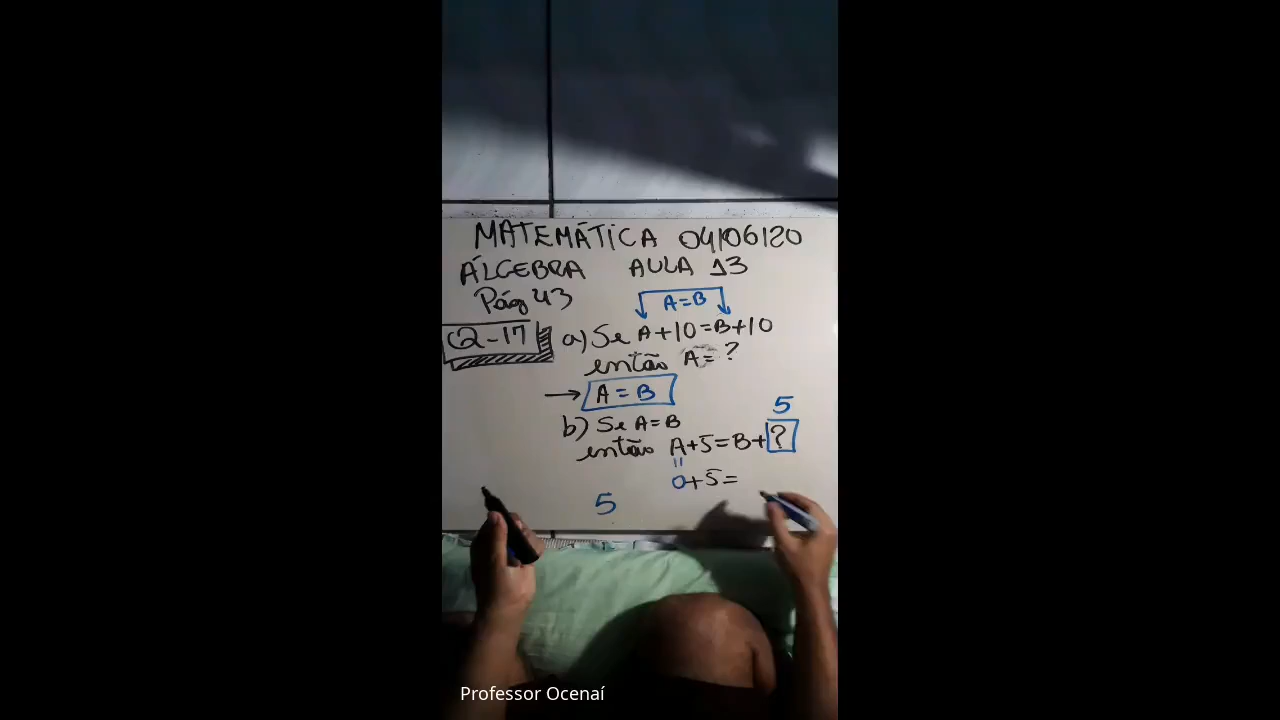 MATEMÁTICA 04/06/20
ÁLGEBRA AULA 13
Pág 43
A=B
Q-17
a) Se A+10=B+10
então A=?
→ A=B
b) Se A=B
5
então A+5=B+?
"
0+5=
5
Professor Ocenaí